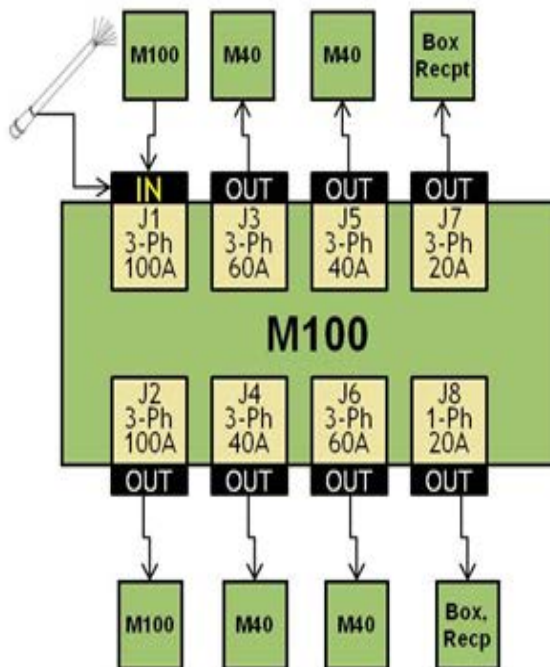 M100
M40
M40
Box
Recpt
IN
OUT
OUT
OUT
J1
3-Ph
100A
J3
3-Ph
60A
J5
3-Ph
40A
J7
3-Ph
20A
M100
J2
3-Ph
100A
J4
3-Ph
40A
J6
3-Ph
60A
J8
1-Ph
20A
OUT
OUT
OUT
OUT
M100
M40
M40
Box,
Recp